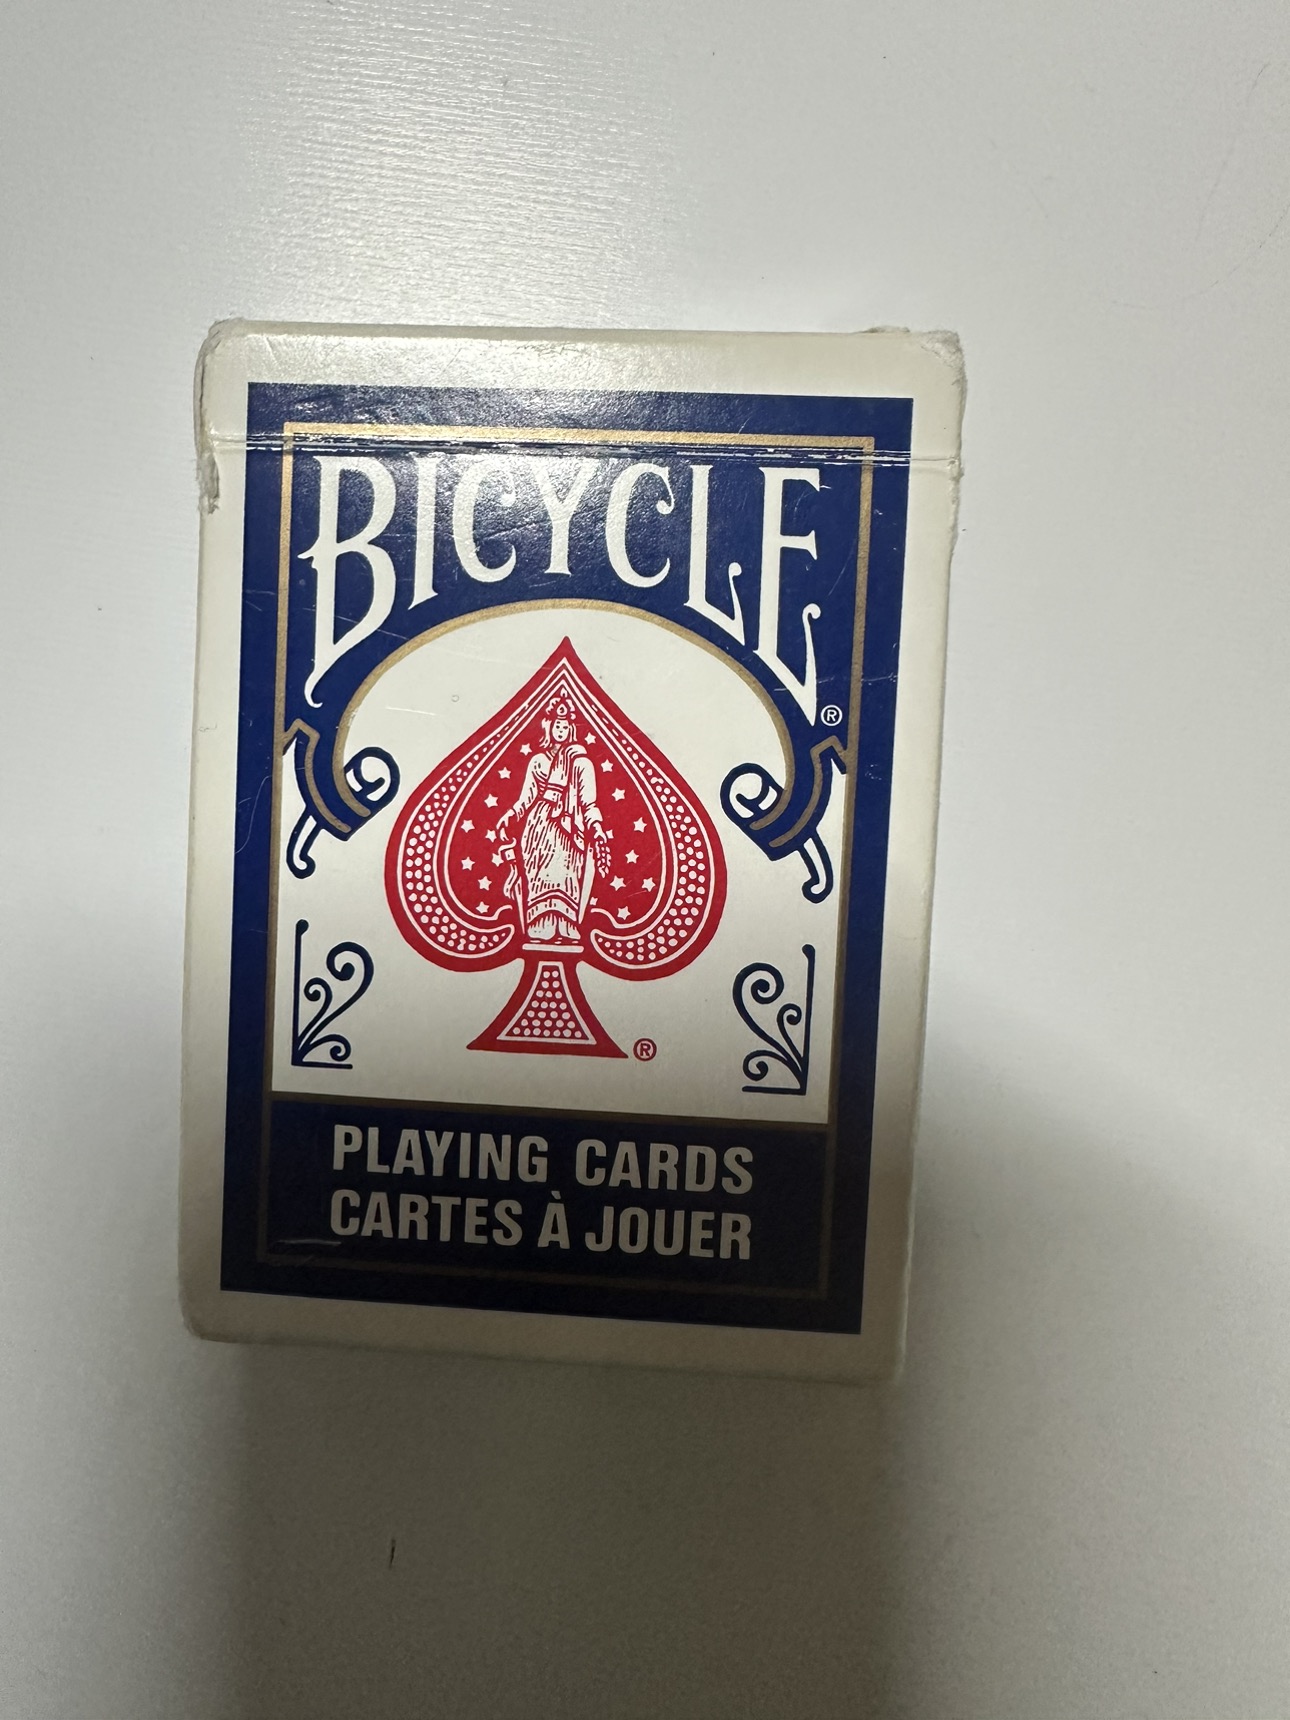 BICYCLE®
®
PLAYING CARDS
CARTES À JOUER